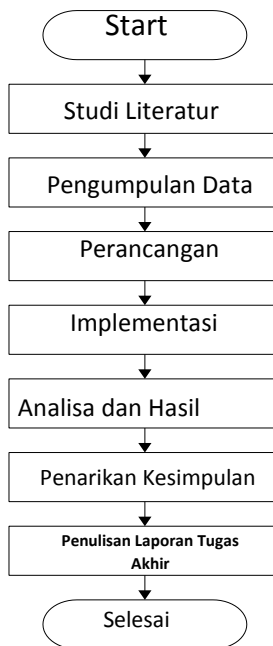 Start
Studi Literatur
Pengumpulan Data
Perancangan
Implementasi
Analisa dan Hasil
Penarikan Kesimpulan
Penulisan Laporan Tugas
Akhir
Selesai